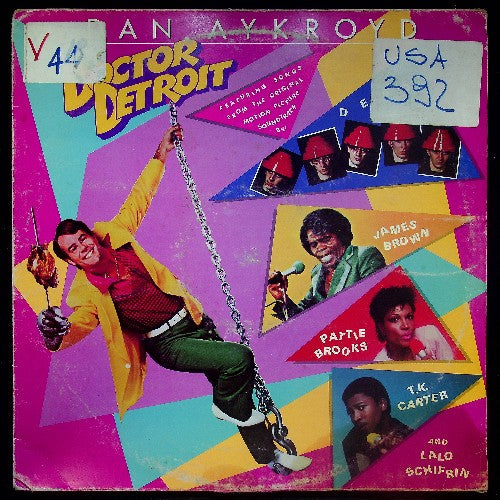 DAN AYKROYD
V
44
USA
392
DOCTOR
DETROIT
FEATURING SONGS
FROM THE ORIGINAL
MOTION PICTURE
SOUNDTRACK
BY:
DE
JAMES
BROWN
PATTIE
BROOKS
T.K.
CARTER
AND
LALO
SCHIFRIN